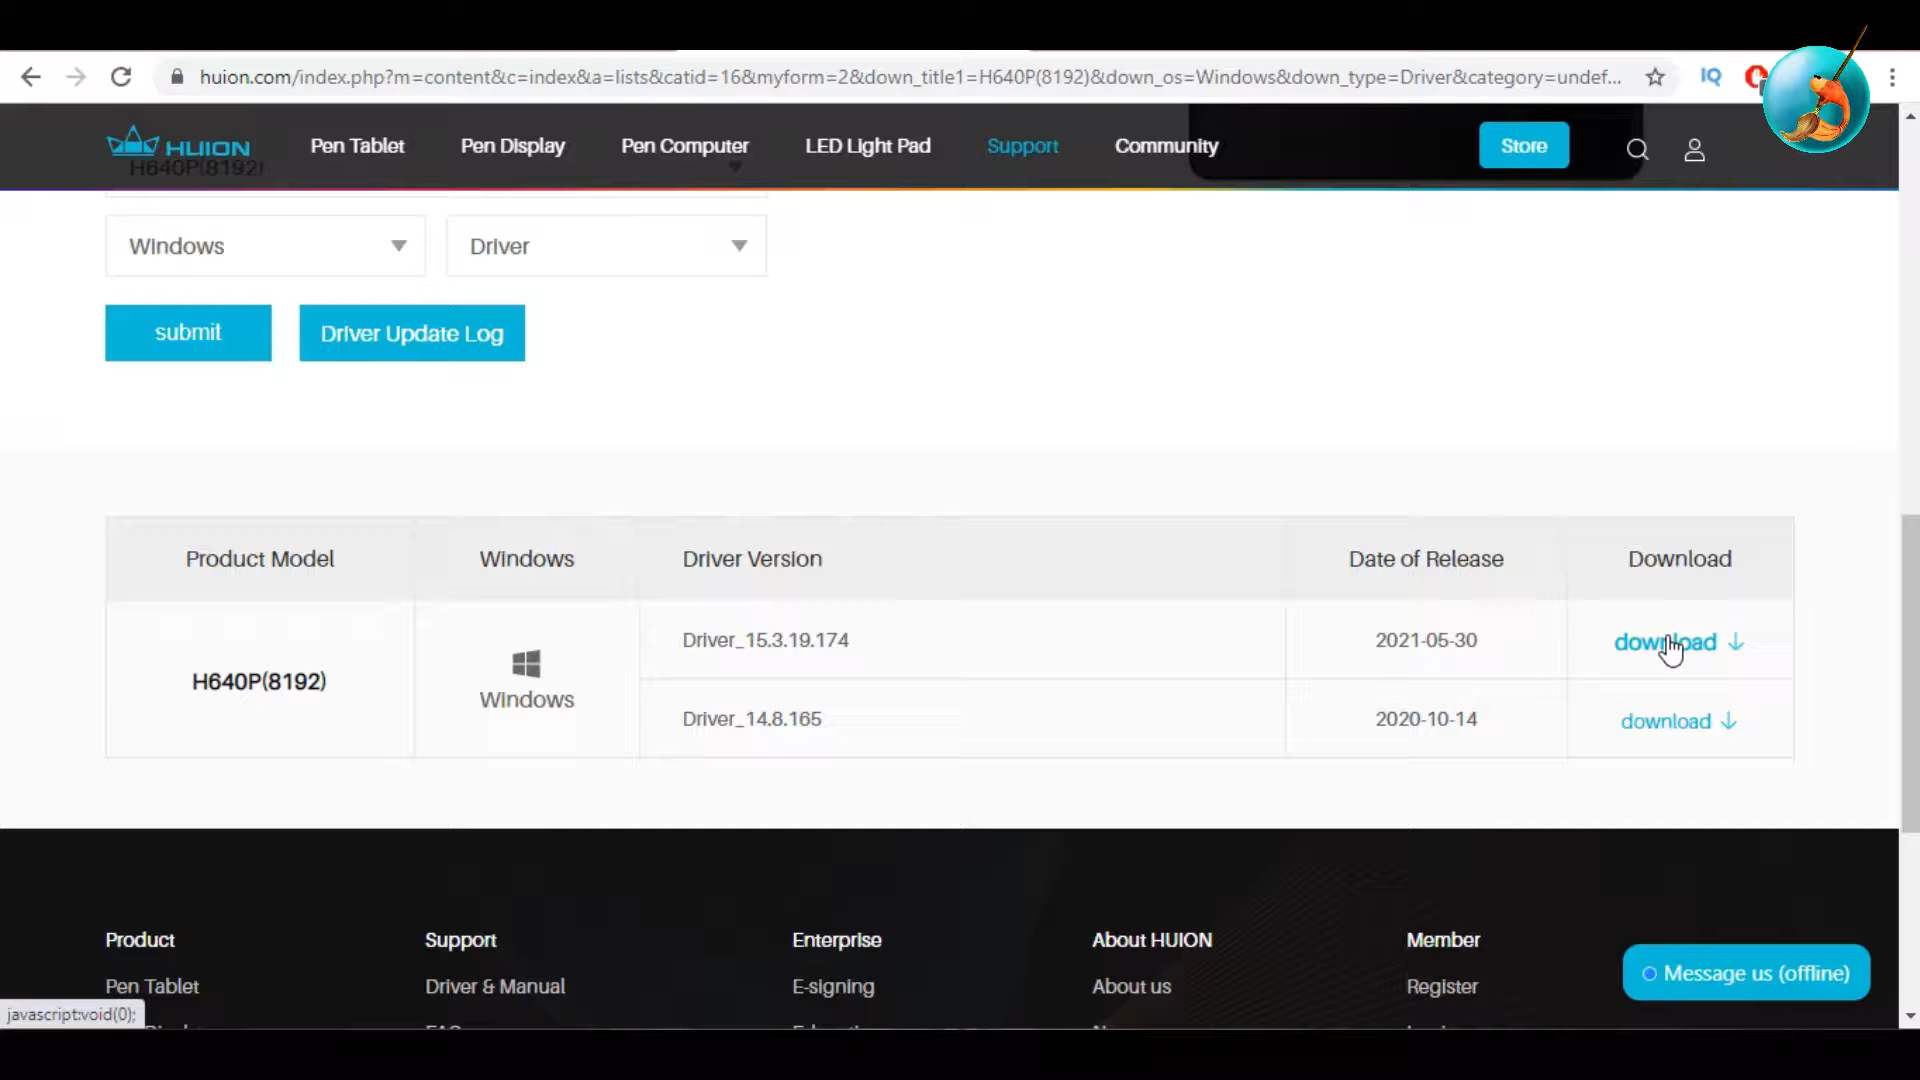 huion.com/index.php?m=content&c=index&a=lists&catid=16&myform=2&down_title1=H640P(8192)&down_os=Windows&down_type=Driver&category=undef...
IQ
HUION
Pen Tablet
Pen Display
Pen Computer
LED Light Pad
Support
Community
Store
H640P(8192)
Windows
Driver
submit
Driver Update Log
Product Model
Windows
Driver Version
Date of Release
Download
H640P(8192)
Windows
Driver_15.3.19.174
2021-05-30
download
Driver_14.8.165
2020-10-14
download
Product
Support
Enterprise
About HUION
Member
Pen Tablet
Driver & Manual
E-signing
About us
Register
Message us (offline)
javascript:void(0);